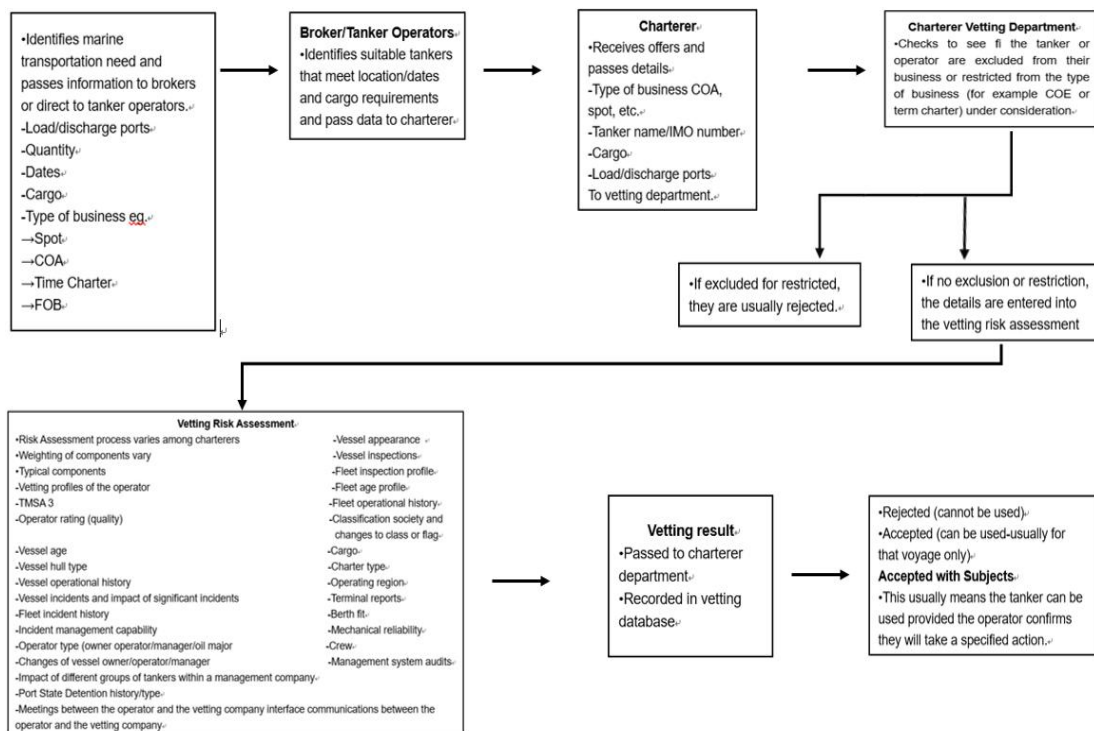 •Identifies marine
transportation need and
passes information to brokers
or direct to tanker operators.
-Load/discharge ports
-Quantity
-Dates
-Cargo
-Type of business eg.
→Spot
→COA
→Time Charter
→FOB
Broker/Tanker Operators
•Identifies suitable tankers
that meet location/dates
and cargo requirements
and pass data to charterer
Charterer
•Receives offers and
passes details
-Type of business COA,
spot, etc.
-Tanker name/IMO number
-Cargo
-Load/discharge ports
To vetting department.
Charterer Vetting Department
•Checks to see fi the tanker or
operator are excluded from their
business or restricted from the type
of business (for example COE or
term charter) under consideration
•If excluded for restricted,
they are usually rejected.
•If no exclusion or restriction,
the details are entered into
the vetting risk assessment
Vetting Risk Assessment
•Risk Assessment process varies among charterers
•Weighting of components vary
•Typical components
-Vetting profiles of the operator
-TMSA 3
-Operator rating (quality)
-Vessel age
-Vessel hull type
-Vessel operational history
-Vessel incidents and impact of significant incidents
-Fleet incident history
-Incident management capability
-Operator type (owner operator/manager/oil major
-Changes of vessel owner/operator/manager
-Impact of different groups of tankers within a management company
-Port State Detention history/type
-Meetings between the operator and the vetting company interface communications between the
operator and the vetting company
-Vessel appearance
-Vessel inspections
-Fleet inspection profile
-Fleet age profile
-Fleet operational history
-Classification society and
changes to class or flag
-Cargo
-Charter type
-Operating region
-Terminal reports
-Berth fit
-Mechanical reliability
-Crew
-Management system audits
Vetting result
•Passed to charterer
department
•Recorded in vetting
database
•Rejected (cannot be used)
•Accepted (can be used-usually for
that voyage only)
Accepted with Subjects
•This usually means the tanker can be
used provided the operator confirms
they will take a specified action.